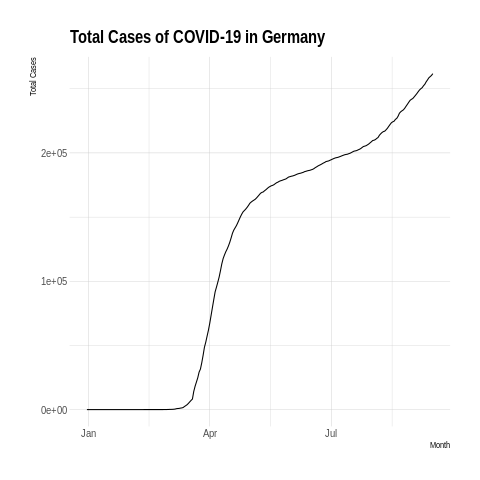 Total Cases of COVID-19 in Germany
Total Cases
2e+05
1e+05
0e+00
Jan Apr Jul
Month